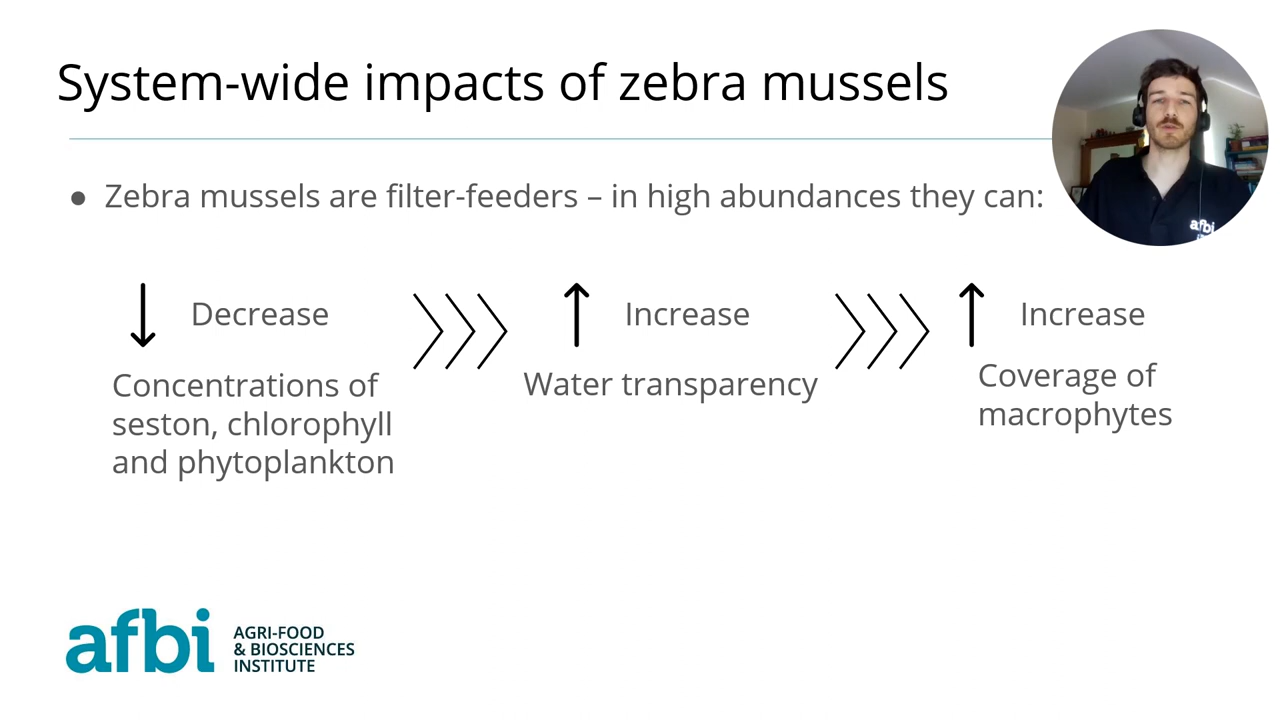 System-wide impacts of zebra mussels
● Zebra mussels are filter-feeders – in high abundances they can:
Decrease
Concentrations of
seston, chlorophyll
and phytoplankton
Increase
Water transparency
Increase
Coverage of
macrophytes
afbi
afbi
AGRI-FOOD
& BIOSCIENCES
INSTITUTE